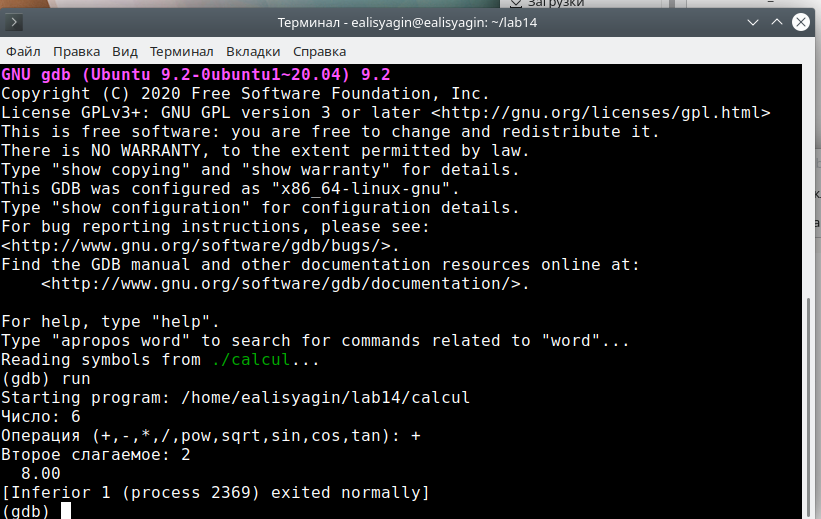 Загрузки
Терминал - ealisyagin@ealisyagin: ~/lab14
Файл Правка Вид Терминал Вкладки Справка
GNU gdb (Ubuntu 9.2-0ubuntu1~20.04) 9.2
Copyright (C) 2020 Free Software Foundation, Inc.
License GPLv3+: GNU GPL version 3 or later <http://gnu.org/licenses/gpl.html>
This is free software: you are free to change and redistribute it.
There is NO WARRANTY, to the extent permitted by law.
Type "show copying" and "show warranty" for details.
This GDB was configured as "x86_64-linux-gnu".
Type "show configuration" for configuration details.
For bug reporting instructions, please see:
<http://www.gnu.org/software/gdb/bugs/>.
Find the GDB manual and other documentation resources online at:
    <http://www.gnu.org/software/gdb/documentation/>.

For help, type "help".
Type "apropos word" to search for commands related to "word"...
Reading symbols from ./calcul...
(gdb) run
Starting program: /home/ealisyagin/lab14/calcul
Число: 6
Операция (+,-,*,/,pow,sqrt,sin,cos,tan): +
Второе слагаемое: 2
  8.00
[Inferior 1 (process 2369) exited normally]
(gdb)